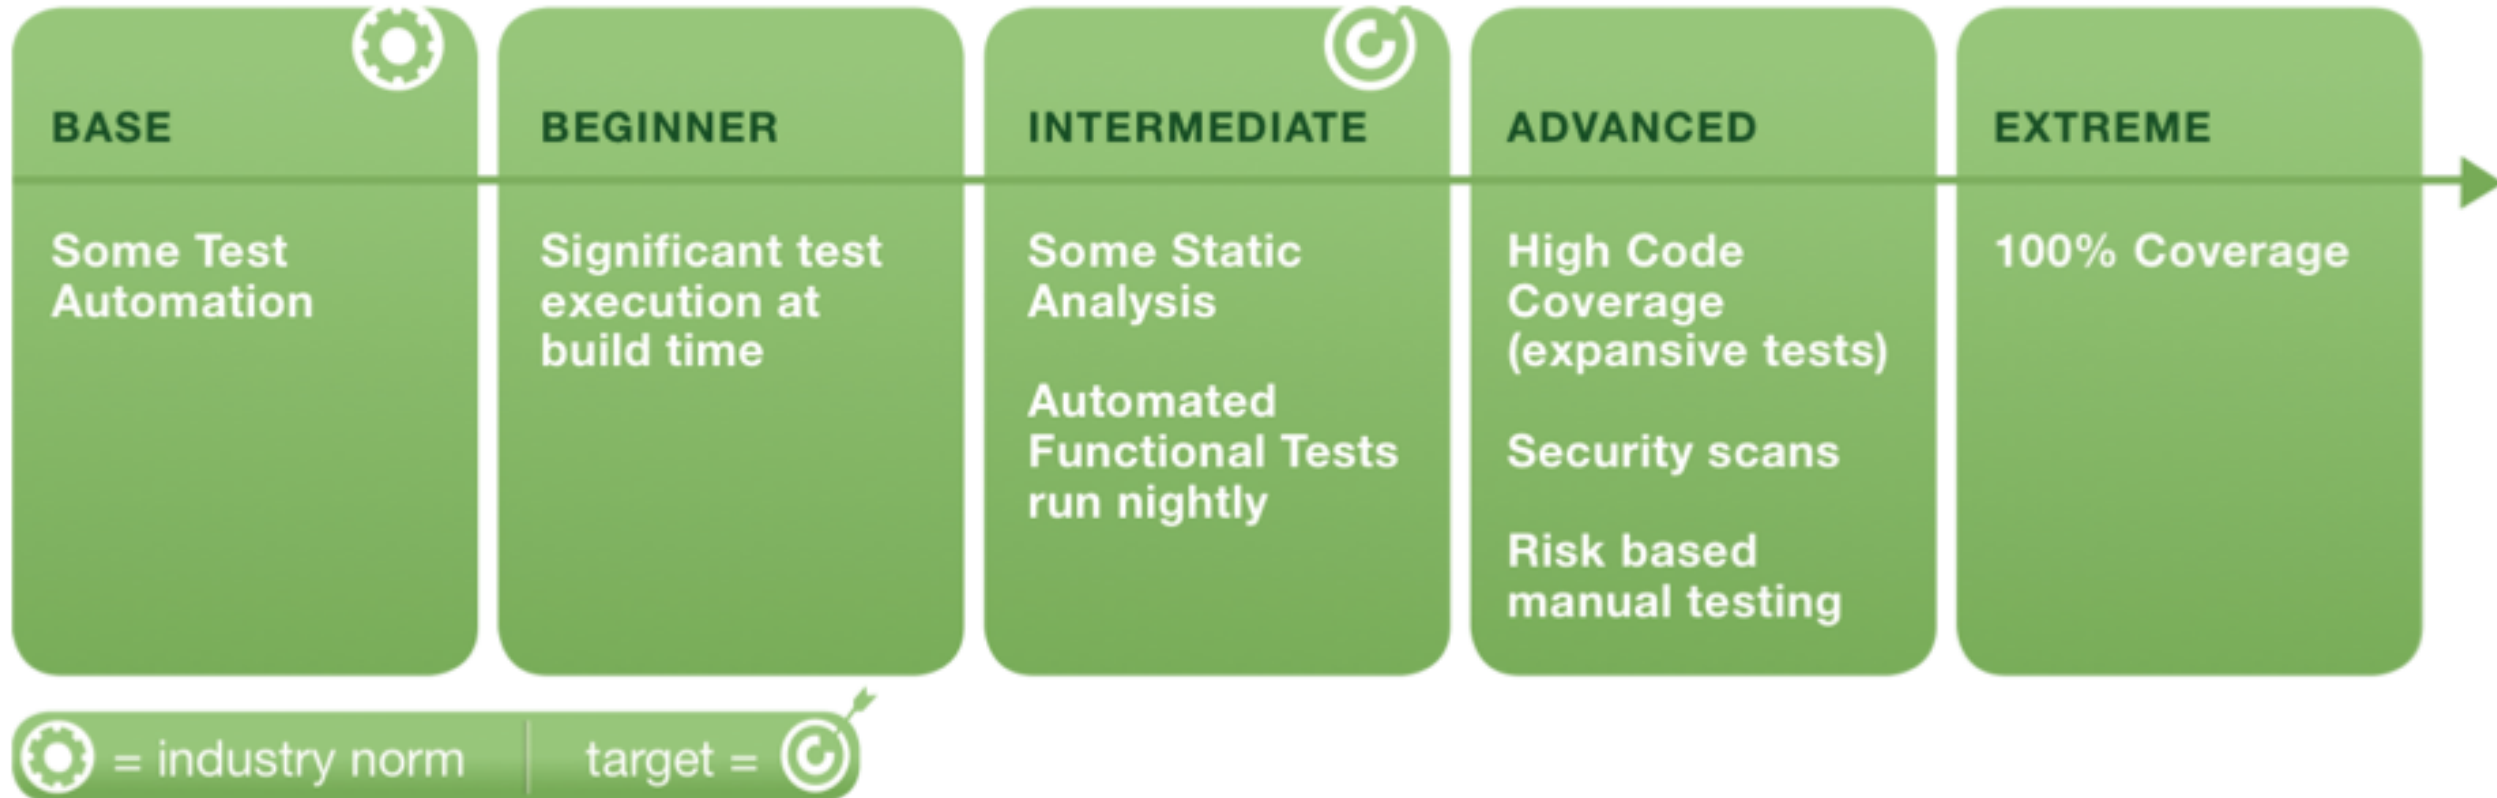 BASE
Some Test
Automation
BEGINNER
Significant test
execution at
build time
INTERMEDIATE
Some Static
Analysis
Automated
Functional Tests
run nightly
ADVANCED
High Code
Coverage
(expansive tests)
Security scans
Risk based
manual testing
EXTREME
100% Coverage
= industry norm
target =